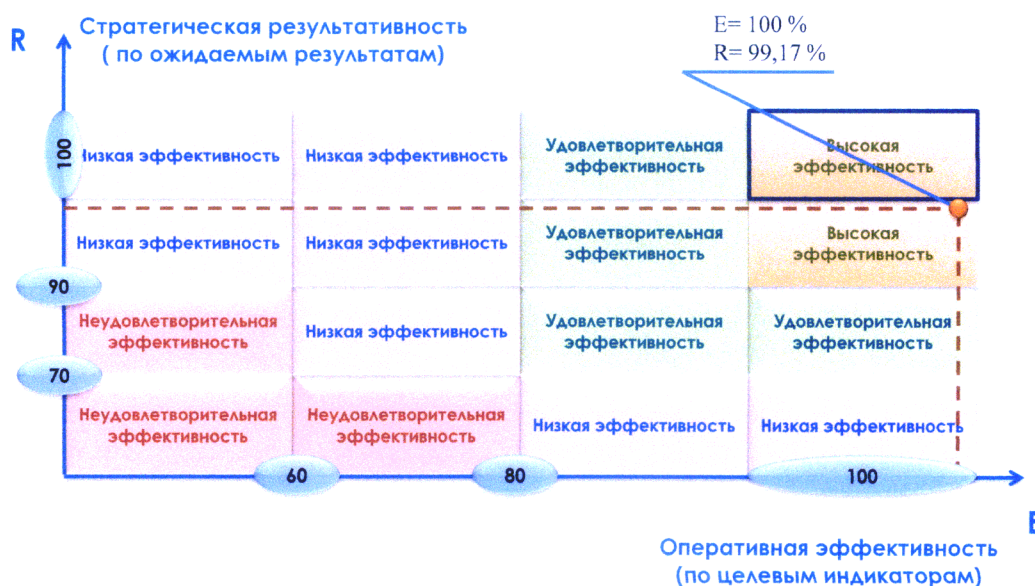 R
Стратегическая результативность
( по ожидаемым результатам)
E= 100 %
R= 99,17 %
100
Низкая эффективность
Низкая эффективность
Удовлетворительная
эффективность
Высокая
эффективность
Низкая эффективность
Низкая эффективность
Удовлетворительная
эффективность
Высокая
эффективность
90
Неудовлетворительная
эффективность
Низкая эффективность
Удовлетворительная
эффективность
Удовлетворительная
эффективность
70
Неудовлетворительная
эффективность
Неудовлетворительная
эффективность
Низкая эффективность
Низкая эффективность
60
80
100
E
Оперативная эффективность
(по целевым индикаторам)